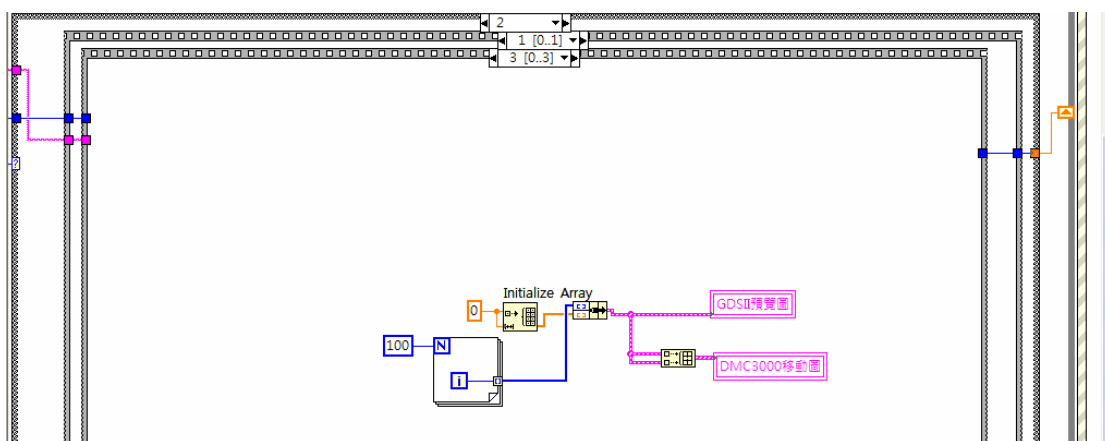 2
1 [0..1]
3 [0..3]
?
Initialize Array
0
GDSII預覽圖
100
N
i
DMC3000移動圖